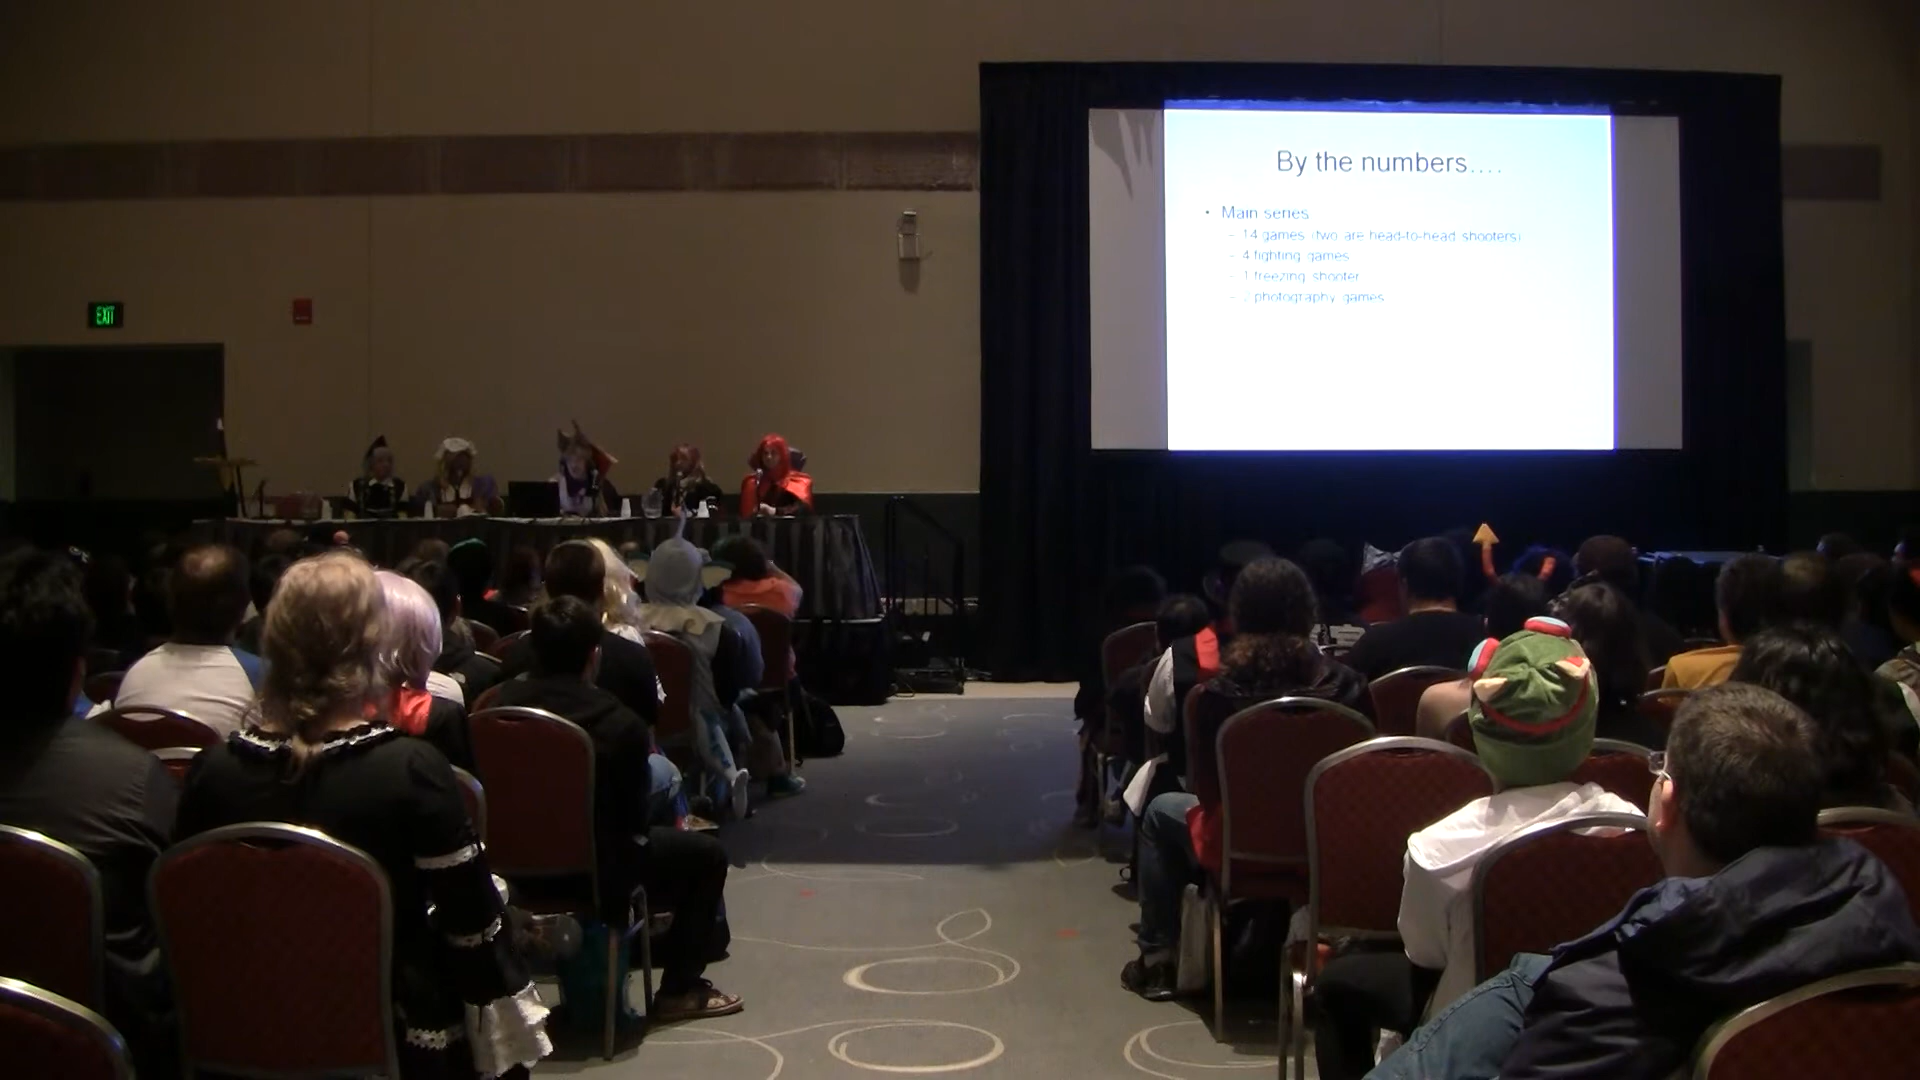 By the numbers....
• Main series
– 14 games (two are head-to-head shooters)
– 4 fighting games
– 1 freezing shooter
– 2 photography games
EXIT